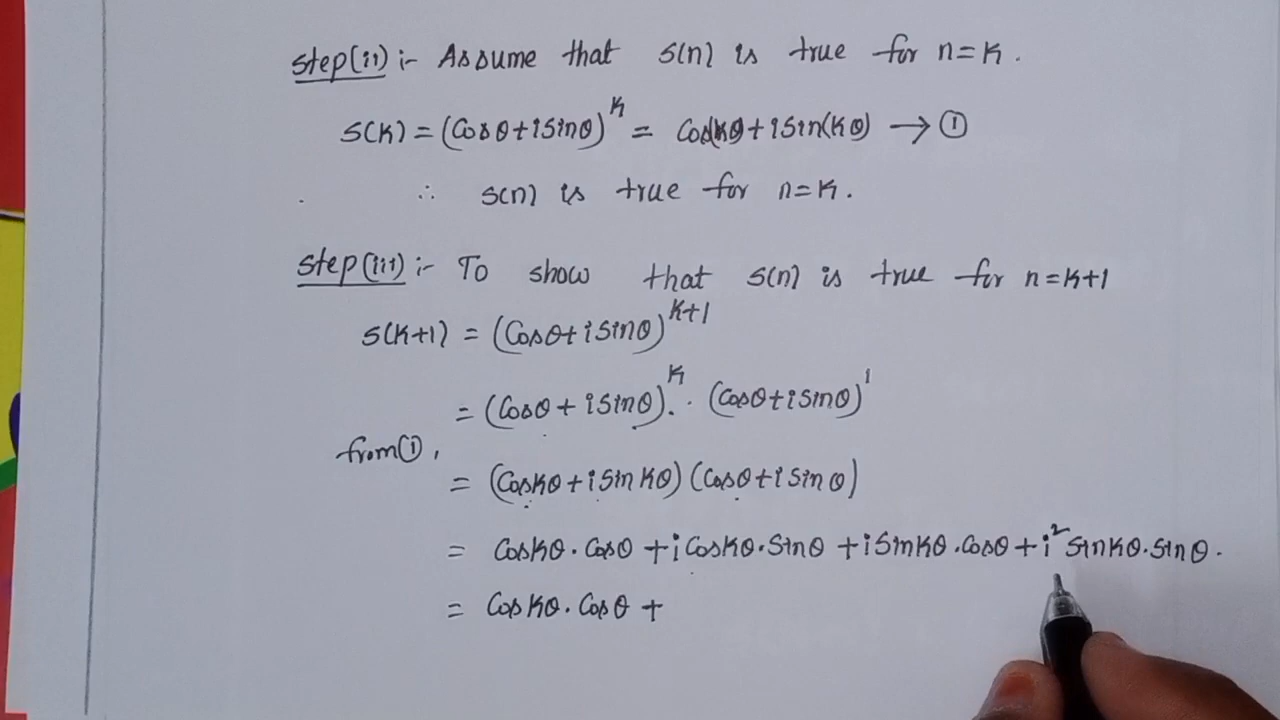 Step(ii) :- Assume that S(n) is true for n=K.
S(K) = (Cosθ+iSinθ)^K = Cos(Kθ)+iSin(Kθ) → ①
∴ S(n) is true for n=K.
Step(iii) :- To show that S(n) is true for n=K+1
S(K+1) = (Cosθ+iSinθ)^K+1
= (Cosθ + iSinθ)^K. · (Cosθ+iSinθ)^1
from①,
= (CosKθ+iSinKθ) (Cosθ+iSinθ)
= CosKθ·Cosθ +iCosKθ·Sinθ +iSinKθ·Cosθ+i²SinKθ·Sinθ.
= CosKθ·Cosθ +